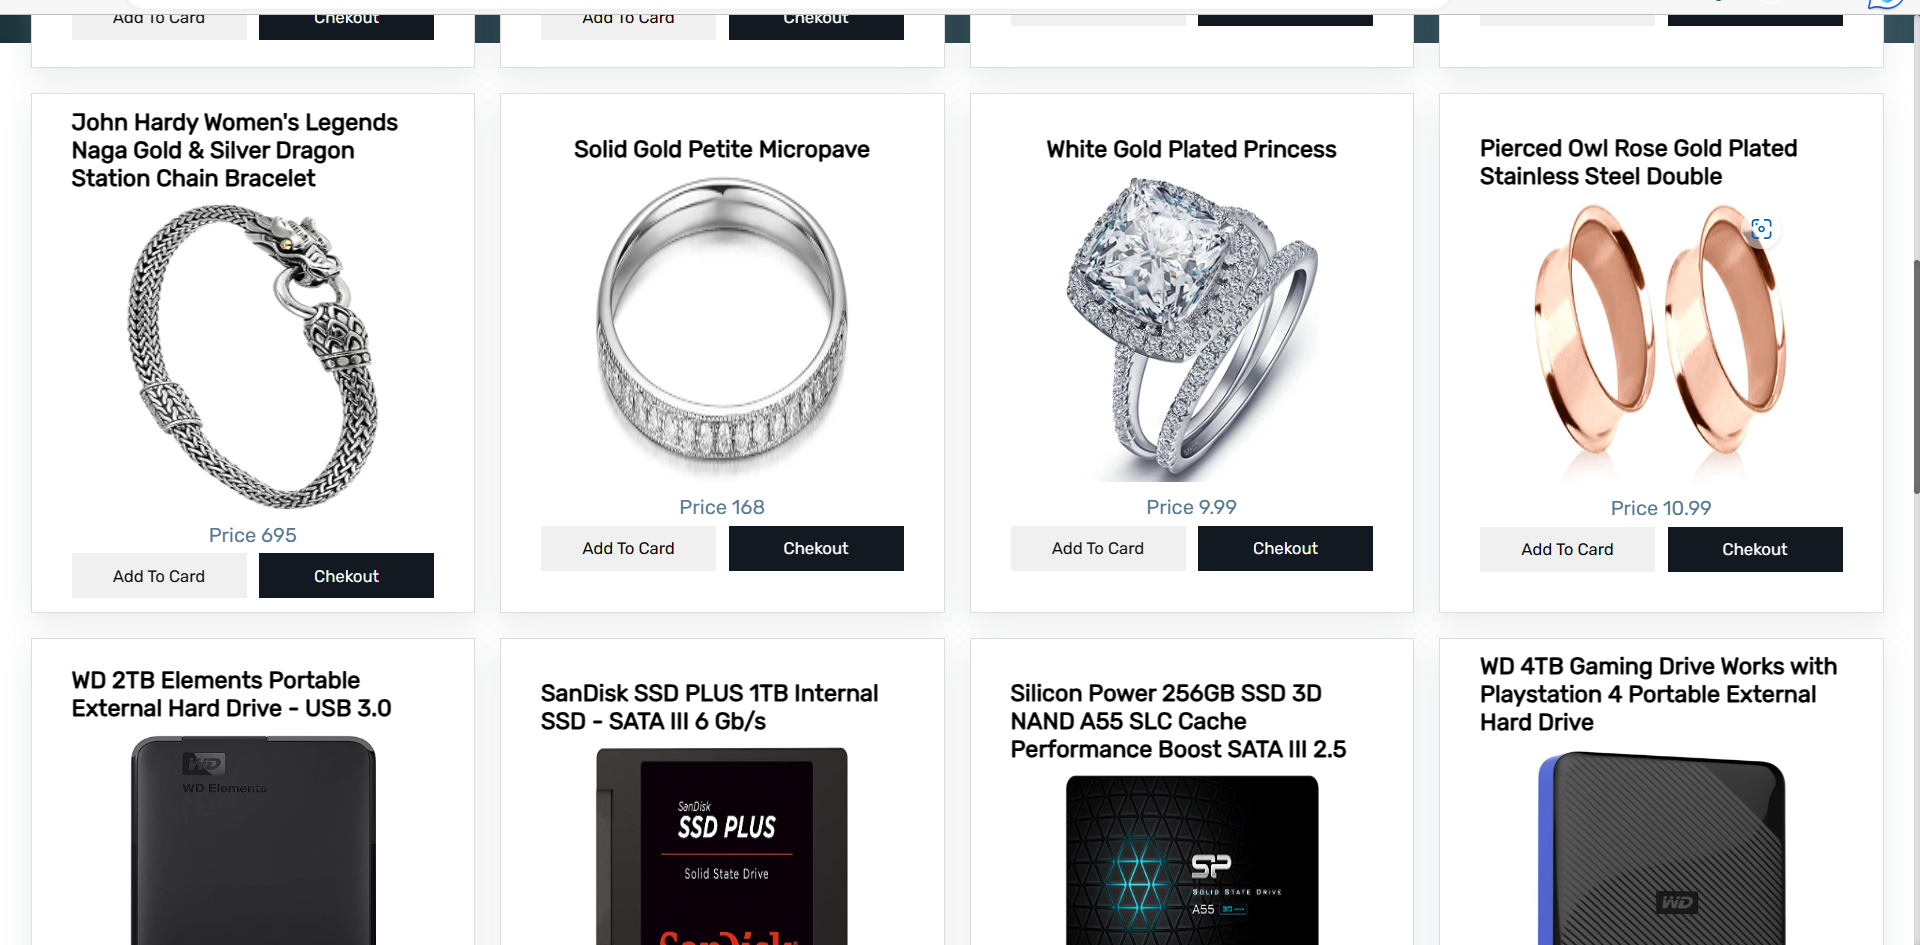 Add To Card
Chekout
Add To Card
Chekout
John Hardy Women's Legends
Naga Gold & Silver Dragon
Station Chain Bracelet
Price 695
Add To Card
Chekout
Solid Gold Petite Micropave
Price 168
Add To Card
Chekout
White Gold Plated Princess
Price 9.99
Add To Card
Chekout
Pierced Owl Rose Gold Plated
Stainless Steel Double
Price 10.99
Add To Card
Chekout
WD 2TB Elements Portable
External Hard Drive - USB 3.0
WD
WD Elements
SanDisk SSD PLUS 1TB Internal
SSD - SATA III 6 Gb/s
SanDisk
SSD PLUS
Solid State Drive
SanDisk
Silicon Power 256GB SSD 3D
NAND A55 SLC Cache
Performance Boost SATA III 2.5
SP
SOLID STATE DRIVE
A55
WD 4TB Gaming Drive Works with
Playstation 4 Portable External
Hard Drive
WD